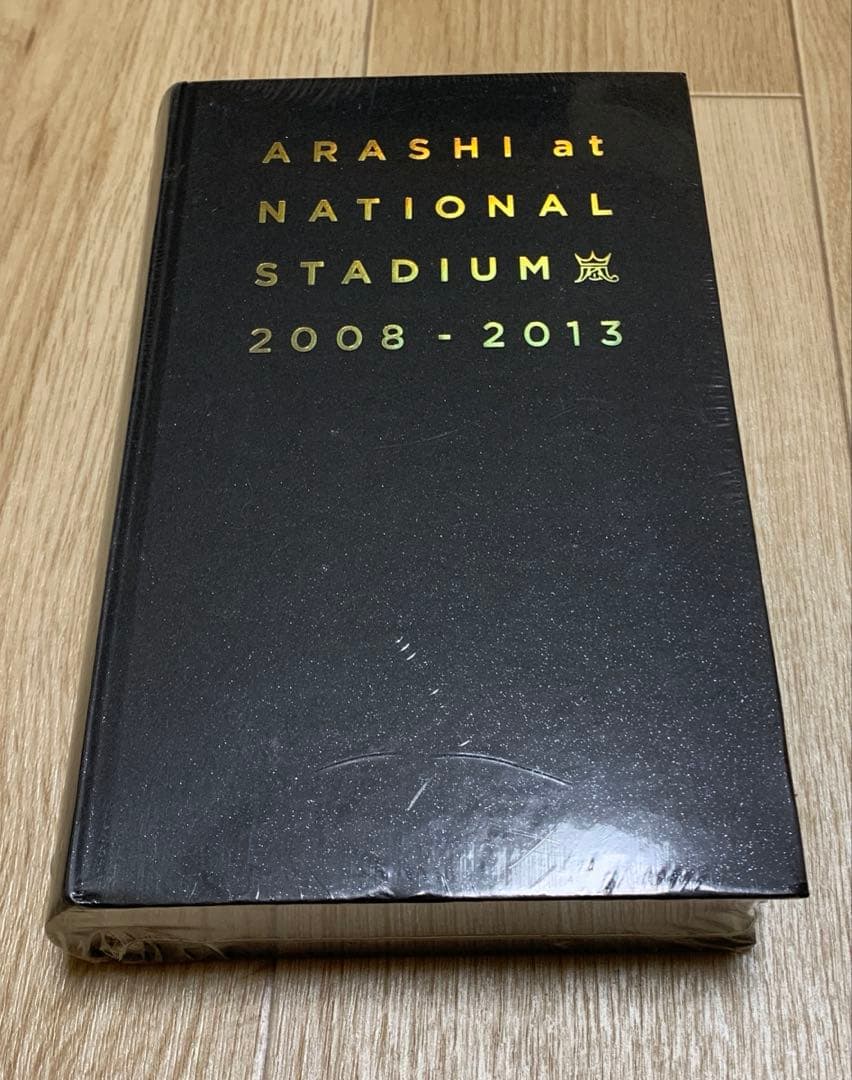 ARASHI at
NATIONAL
STADIUM 嵐
2008 - 2013